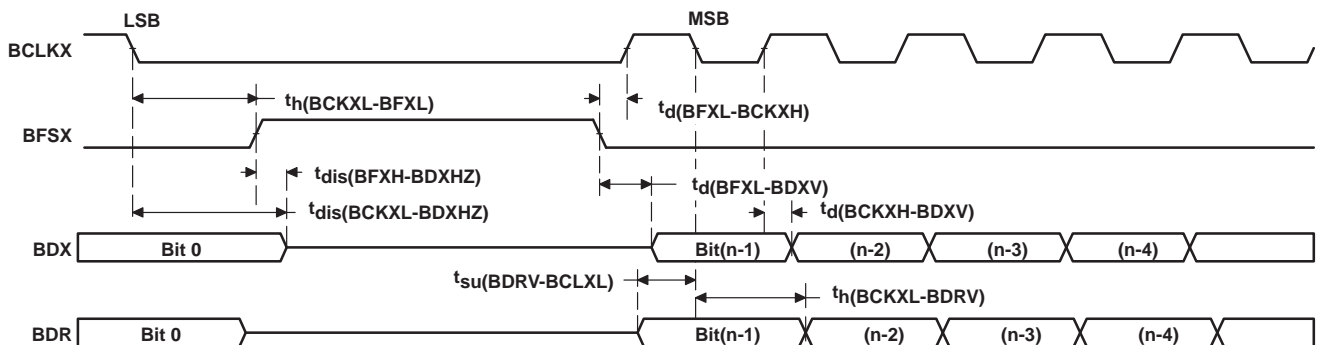 LSB MSB
BCLKX
th(BCKXL-BFXL) td(BFXL-BCKXH)
BFSX
tdis(BFXH-BDXHZ) td(BFXL-BDXV)
tdis(BCKXL-BDXHZ) td(BCKXH-BDXV)
BDX Bit 0 Bit(n-1) (n-2) (n-3) (n-4)
tsu(BDRV-BCLXL) th(BCKXL-BDRV)
BDR Bit 0 Bit(n-1) (n-2) (n-3) (n-4)